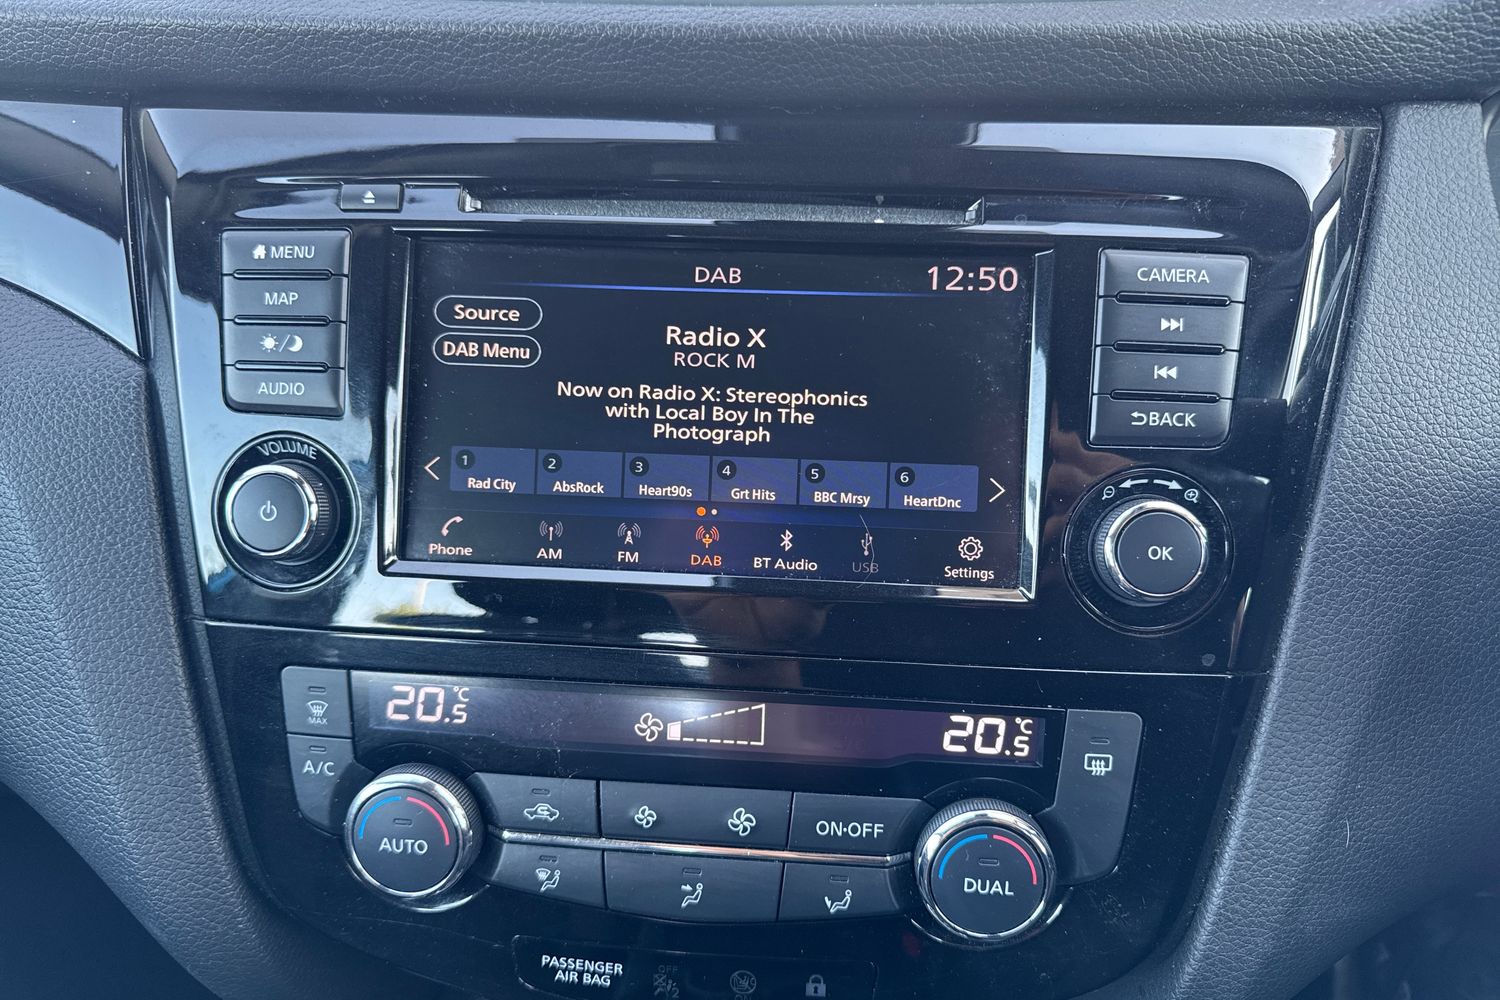 MENU
MAP
AUDIO
VOLUME
DAB
12:50
Source
DAB Menu
Radio X
ROCK M
Now on Radio X: Stereophonics
with Local Boy In The
Photograph
1 Rad City
2 AbsRock
3 Heart90s
4 Grt Hits
5 BBC Mrsy
6 HeartDnc
Phone
AM
FM
DAB
BT Audio
USB
Settings
CAMERA
BACK
OK
MAX
A/C
20.5°C
20.5°C
AUTO
ON·OFF
DUAL
PASSENGER
AIR BAG
OFF